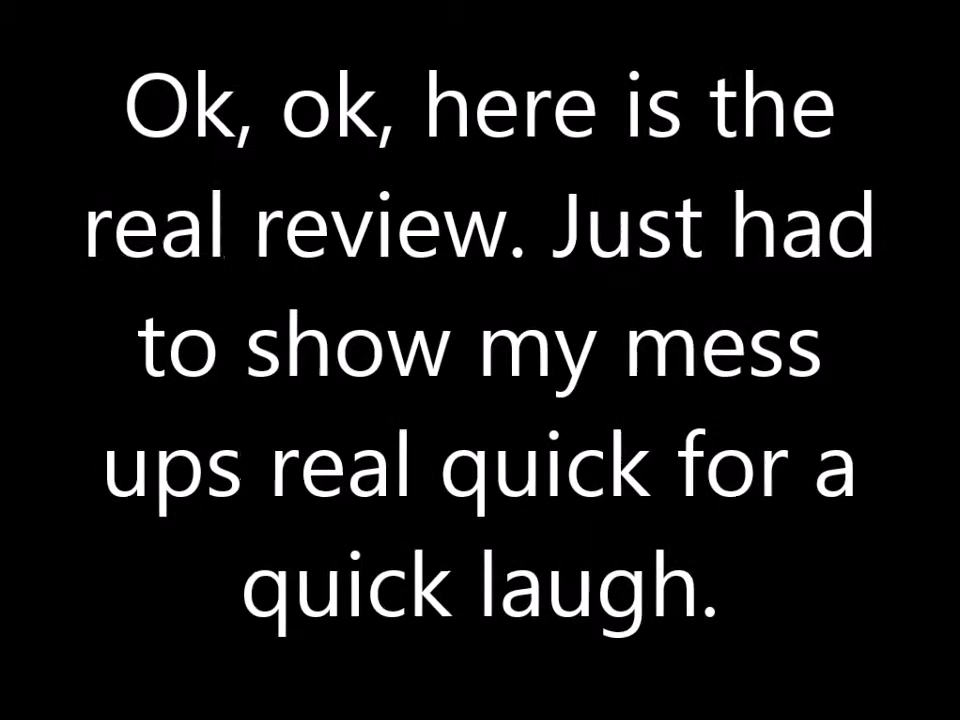 Ok, ok, here is the
real review. Just had
to show my mess
ups real quick for a
quick laugh.